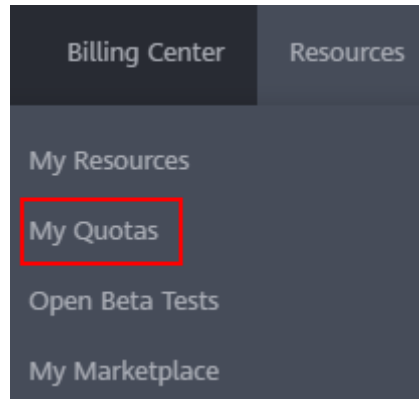 Billing Center Resources
My Resources
My Quotas
Open Beta Tests
My Marketplace